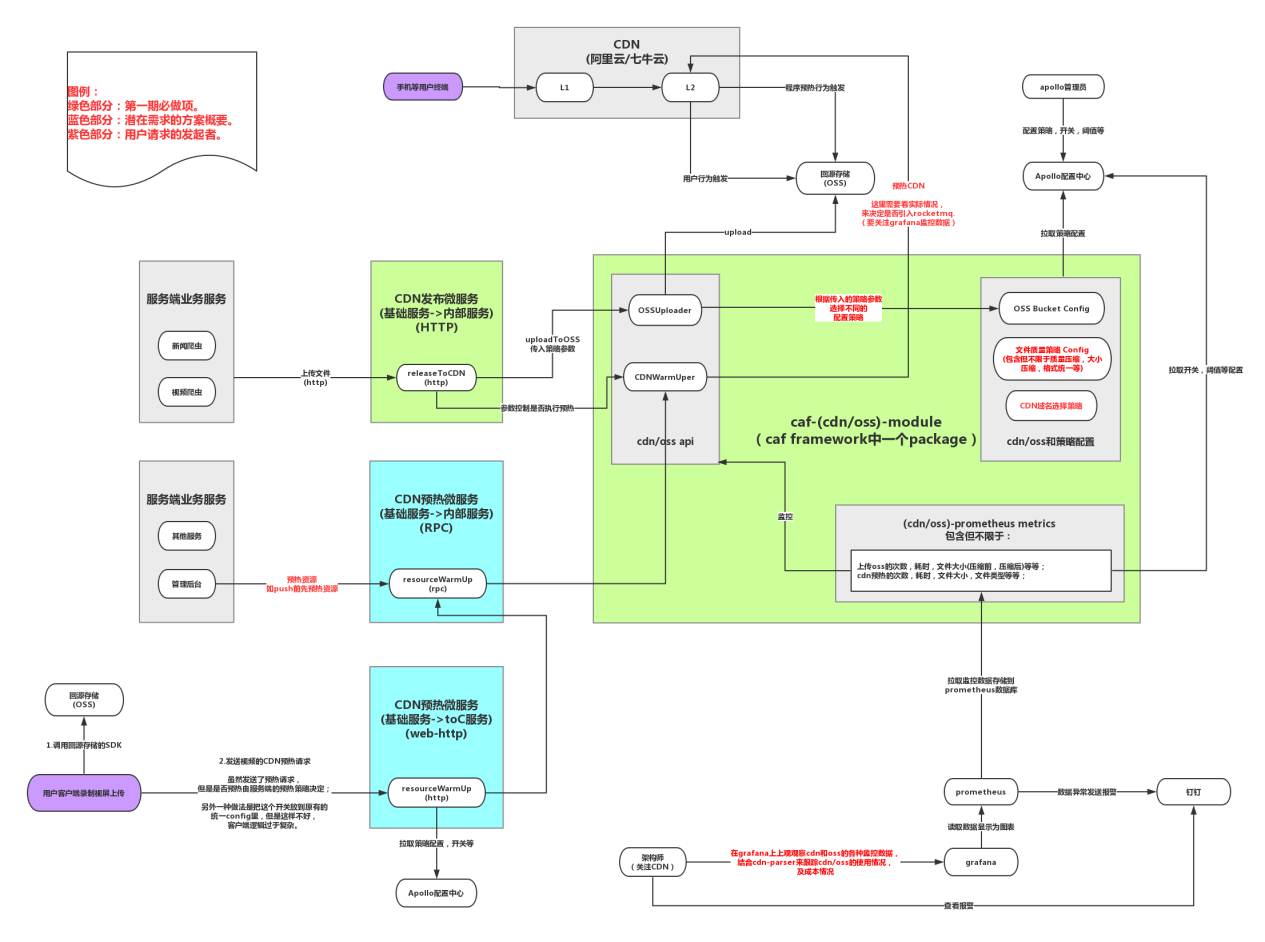 图例：
绿色部分：第一期必做项。
蓝色部分：潜在需求的方案概要。
紫色部分：用户请求的发起者。
CDN
(阿里云/七牛云)
手机等用户终端
L1
L2
程序预热行为触发
用户行为触发
回源存储
(OSS)
预热CDN
这里需要看实际情况，
来决定是否引入rocketmq.
（要关注grafana监控数据）
apollo管理员
配置策略，开关，阈值等
Apollo配置中心
拉取策略配置
upload
服务端业务服务
新闻爬虫
视频爬虫
上传文件
(http)
CDN发布微服务
(基础服务->内部服务)
(HTTP)
releaseToCDN
(http)
uploadToOSS
传入策略参数
参数控制是否执行预热
OSSUploader
CDNWarmUper
cdn/oss api
根据传入的策略参数
选择不同的
配置策略
OSS Bucket Config
文件质量策略 Config
(包含但不限于质量压缩，大小
压缩，格式统一等)
CDN域名选择策略
cdn/oss和策略配置
caf-(cdn/oss)-module
（ caf framework中一个package ）
拉取开关，阈值等配置
服务端业务服务
其他服务
管理后台
预热资源
如push前先预热资源
CDN预热微服务
(基础服务->内部服务)
(RPC)
resourceWarmUp
(rpc)
监控
(cdn/oss)-prometheus metrics
包含但不限于：
上传oss的次数，耗时，文件大小(压缩前，压缩后)等等；
cdn预热的次数，耗时，文件大小，文件类型等等；
拉取监控数据存储到
prometheus数据库
回源存储
(OSS)
1.调用回源存储的SDK
用户客户端录制视屏上传
2.发送视频的CDN预热请求
虽然发送了预热请求，
但是是否预热由服务端的预热策略决定；
另外一种做法是把这个开关放到原有的
统一config里，但是这样不好，
客户端逻辑过于复杂。
CDN预热微服务
(基础服务->toC服务)
(web-http)
resourceWarmUp
(http)
拉取策略配置，开关等
Apollo配置中心
prometheus
数据异常发送报警
钉钉
读取数据显示为图表
grafana
架构师
（关注CDN）
在grafana上上观观察cdn和oss的各种监控数据，
结合cdn-parser来跟踪cdn/oss的使用情况，
及成本情况
查看报警